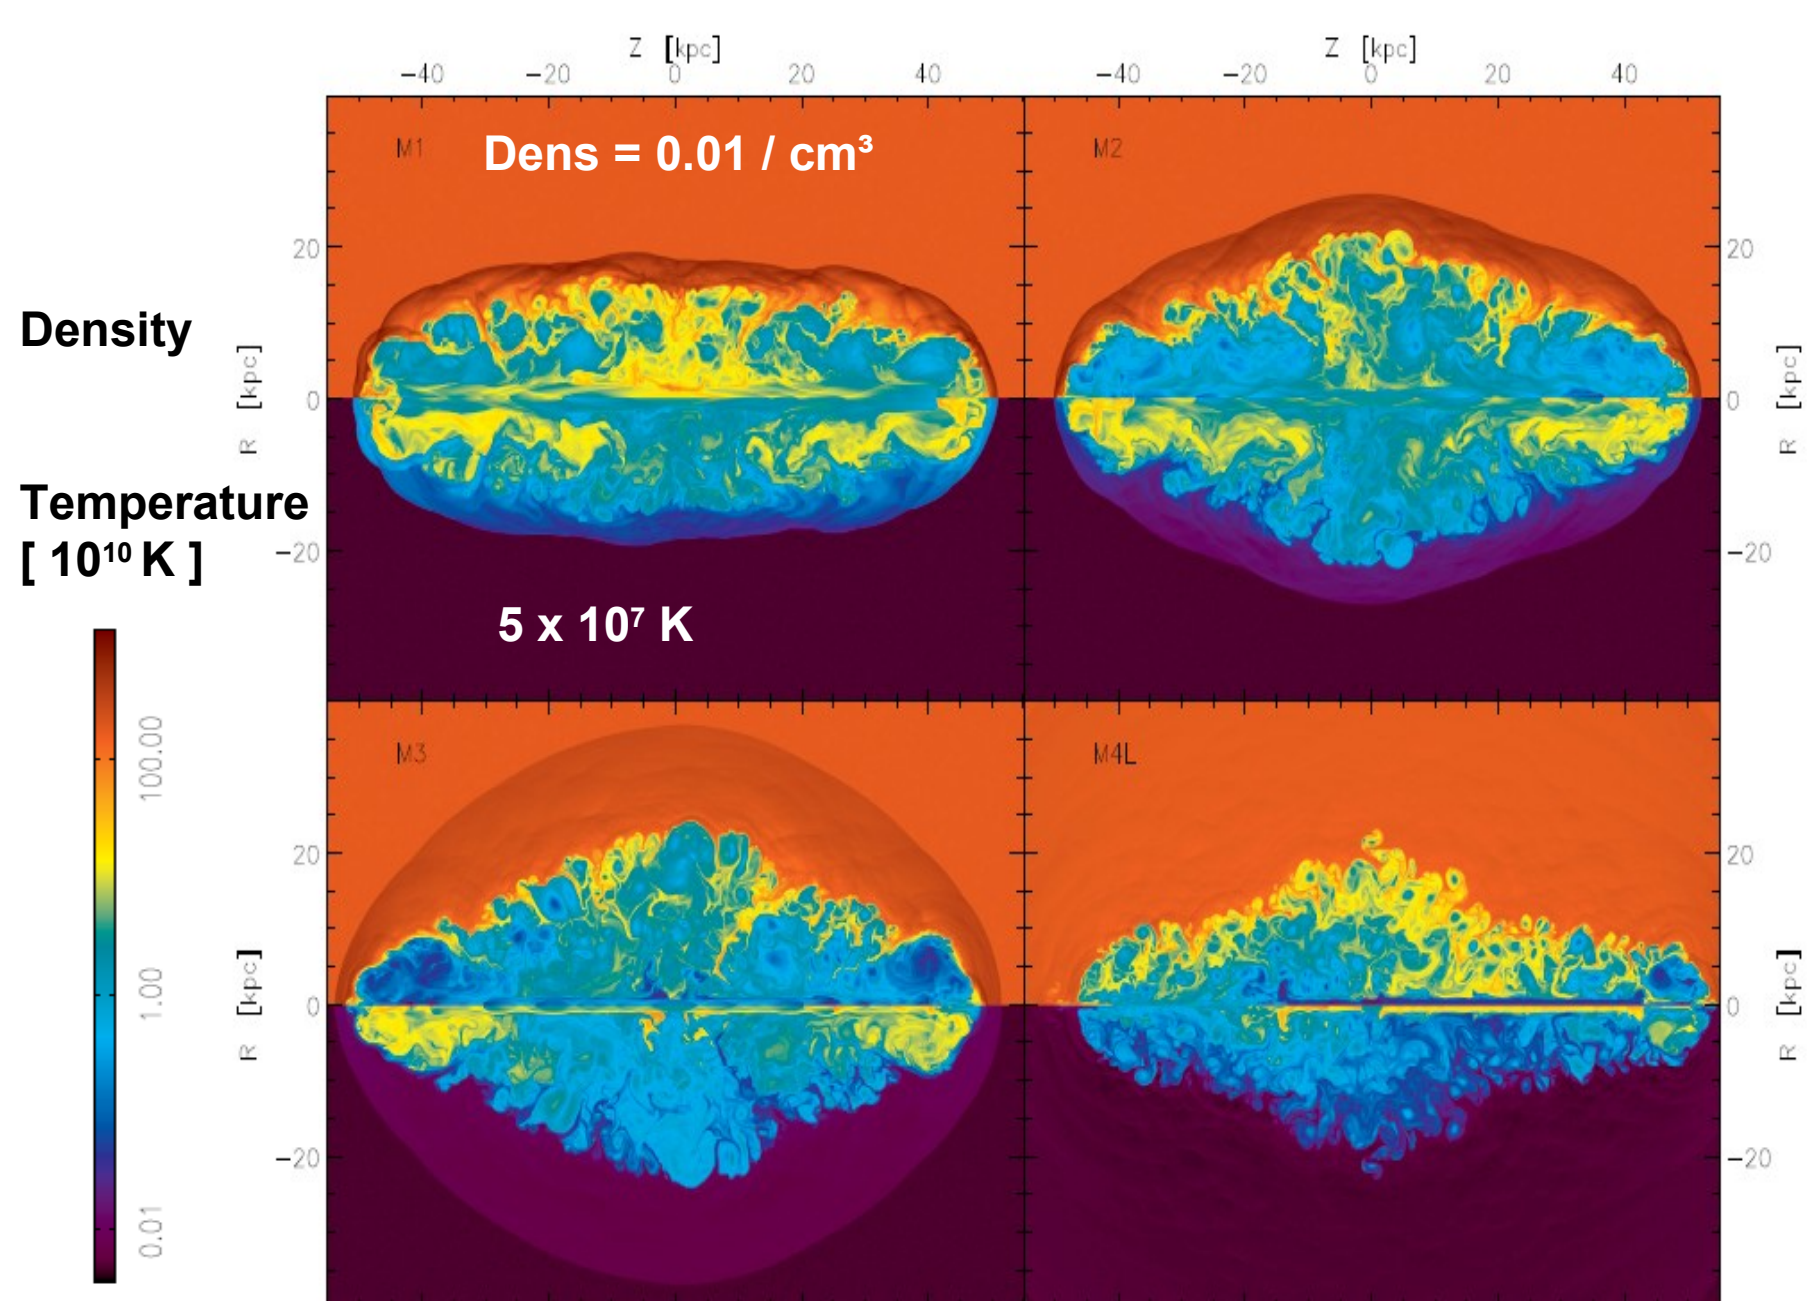 Z [kpc]
Z [kpc]
−40 −20 0 20 40
−40 −20 0 20 40
M1
Dens = 0.01 / cm³
M2
20
20
Density
R [kpc]
R [kpc]
0
0
Temperature
[ 10¹⁰ K ]
−20
−20
5 x 10⁷ K
100.00
1.00
0.01
M3
M4L
20
20
R [kpc]
R [kpc]
0
0
−20
−20